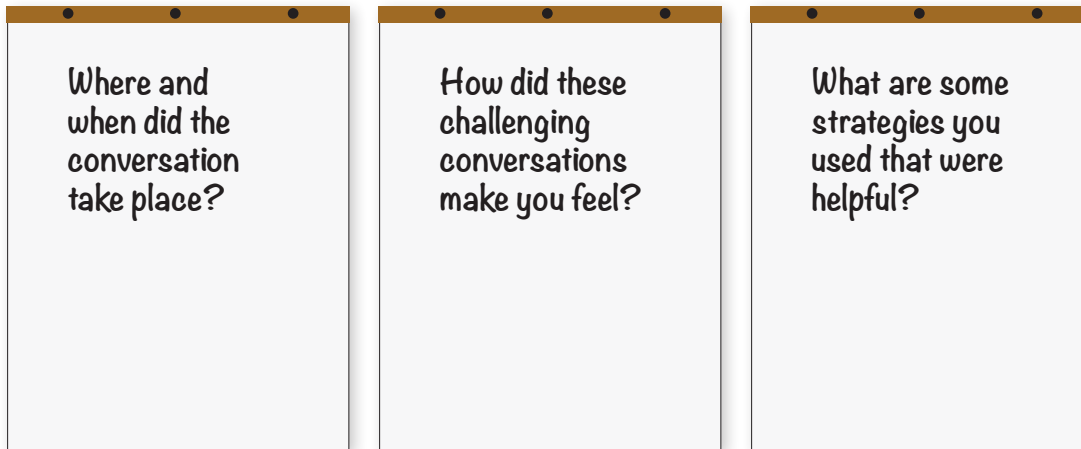 Where and
when did the
conversation
take place?
How did these
challenging
conversations
make you feel?
What are some
strategies you
used that were
helpful?